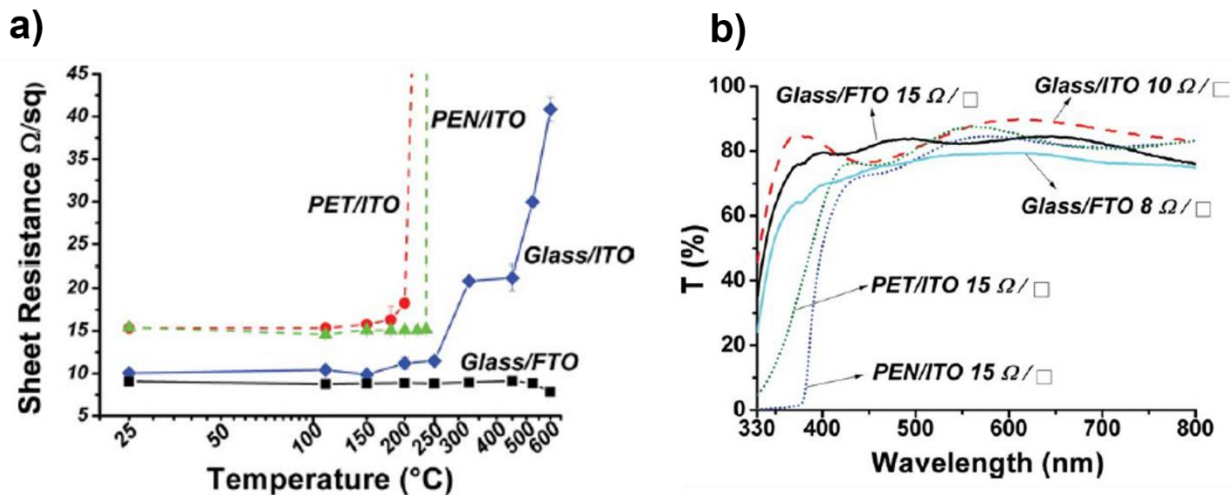 a)
45
40
35
30
25
20
15
10
5
Sheet Resistance Ω/sq)
PEN/ITO
PET/ITO
Glass/ITO
Glass/FTO
25
50
100
150
200
250
300
400
500
600
Temperature (°C)
b)
100
80
60
40
20
0
T (%)
Glass/FTO 15 Ω/□
Glass/ITO 10 Ω/□
Glass/FTO 8 Ω/□
PET/ITO 15 Ω/□
PEN/ITO 15 Ω/□
330
400
500
600
700
800
Wavelength (nm)